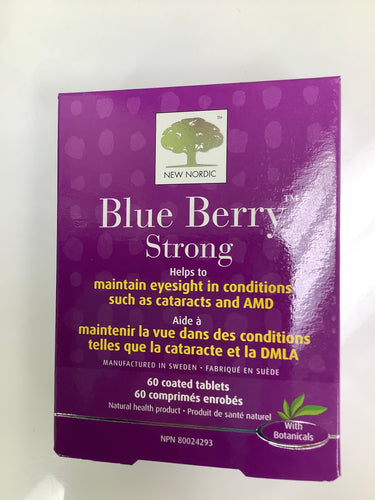 NEW NORDIC
Blue Berry™
Strong
Helps to
maintain eyesight in conditions
such as cataracts and AMD
Aide à
maintenir la vue dans des conditions
telles que la cataracte et la DMLA
MANUFACTURED IN SWEDEN • FABRIQUÉ EN SUÈDE
60 coated tablets
60 comprimés enrobés
Natural health product • Produit de santé naturel
With
Botanicals
NPN 80024293